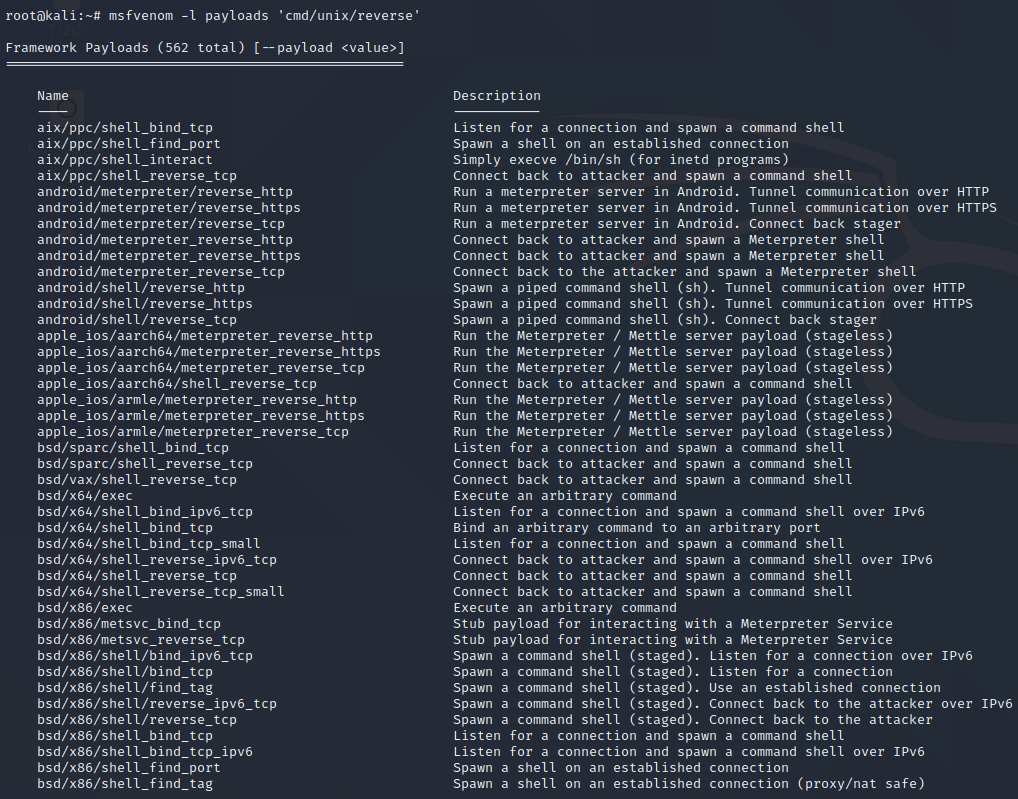 root@kali:~# msfvenom -l payloads 'cmd/unix/reverse'
Framework Payloads (562 total) [--payload <value>]
Name Description
aix/ppc/shell_bind_tcp Listen for a connection and spawn a command shell
aix/ppc/shell_find_port Spawn a shell on an established connection
aix/ppc/shell_interact Simply execve /bin/sh (for inetd programs)
aix/ppc/shell_reverse_tcp Connect back to attacker and spawn a command shell
android/meterpreter/reverse_http Run a meterpreter server in Android. Tunnel communication over HTTP
android/meterpreter/reverse_https Run a meterpreter server in Android. Tunnel communication over HTTPS
android/meterpreter/reverse_tcp Run a meterpreter server in Android. Connect back stager
android/meterpreter_reverse_http Connect back to attacker and spawn a Meterpreter shell
android/meterpreter_reverse_https Connect back to attacker and spawn a Meterpreter shell
android/meterpreter_reverse_tcp Connect back to the attacker and spawn a Meterpreter shell
android/shell/reverse_http Spawn a piped command shell (sh). Tunnel communication over HTTP
android/shell/reverse_https Spawn a piped command shell (sh). Tunnel communication over HTTPS
android/shell/reverse_tcp Spawn a piped command shell (sh). Connect back stager
apple_ios/aarch64/meterpreter_reverse_http Run the Meterpreter / Mettle server payload (stageless)
apple_ios/aarch64/meterpreter_reverse_https Run the Meterpreter / Mettle server payload (stageless)
apple_ios/aarch64/meterpreter_reverse_tcp Run the Meterpreter / Mettle server payload (stageless)
apple_ios/aarch64/shell_reverse_tcp Connect back to attacker and spawn a command shell
apple_ios/armle/meterpreter_reverse_http Run the Meterpreter / Mettle server payload (stageless)
apple_ios/armle/meterpreter_reverse_https Run the Meterpreter / Mettle server payload (stageless)
apple_ios/armle/meterpreter_reverse_tcp Run the Meterpreter / Mettle server payload (stageless)
bsd/sparc/shell_bind_tcp Listen for a connection and spawn a command shell
bsd/sparc/shell_reverse_tcp Connect back to attacker and spawn a command shell
bsd/vax/shell_reverse_tcp Connect back to attacker and spawn a command shell
bsd/x64/exec Execute an arbitrary command
bsd/x64/shell_bind_ipv6_tcp Listen for a connection and spawn a command shell over IPv6
bsd/x64/shell_bind_tcp Bind an arbitrary command to an arbitrary port
bsd/x64/shell_bind_tcp_small Listen for a connection and spawn a command shell
bsd/x64/shell_reverse_ipv6_tcp Connect back to attacker and spawn a command shell over IPv6
bsd/x64/shell_reverse_tcp Connect back to attacker and spawn a command shell
bsd/x64/shell_reverse_tcp_small Connect back to attacker and spawn a command shell
bsd/x86/exec Execute an arbitrary command
bsd/x86/metsvc_bind_tcp Stub payload for interacting with a Meterpreter Service
bsd/x86/metsvc_reverse_tcp Stub payload for interacting with a Meterpreter Service
bsd/x86/shell/bind_ipv6_tcp Spawn a command shell (staged). Listen for a connection over IPv6
bsd/x86/shell/bind_tcp Spawn a command shell (staged). Listen for a connection
bsd/x86/shell/find_tag Spawn a command shell (staged). Use an established connection
bsd/x86/shell/reverse_ipv6_tcp Spawn a command shell (staged). Connect back to the attacker over IPv6
bsd/x86/shell/reverse_tcp Spawn a command shell (staged). Connect back to the attacker
bsd/x86/shell_bind_tcp Listen for a connection and spawn a command shell
bsd/x86/shell_bind_tcp_ipv6 Listen for a connection and spawn a command shell over IPv6
bsd/x86/shell_find_port Spawn a shell on an established connection
bsd/x86/shell_find_tag Spawn a shell on an established connection (proxy/nat safe)